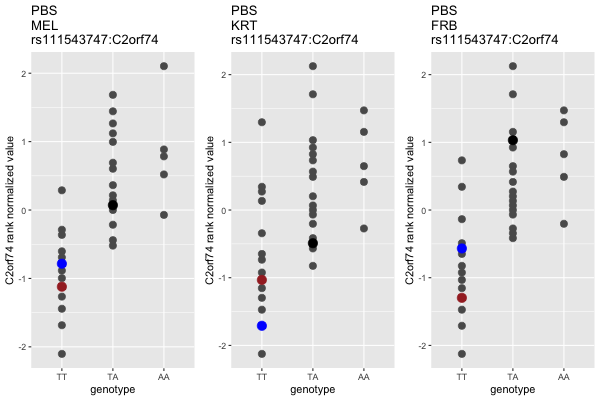 PBS
MEL
rs111543747:C2orf74
C2orf74 rank normalized value
2
1
0
-1
-2
TT
TA
AA
genotype
PBS
KRT
rs111543747:C2orf74
C2orf74 rank normalized value
2
1
0
-1
-2
TT
TA
AA
genotype
PBS
FRB
rs111543747:C2orf74
C2orf74 rank normalized value
2
1
0
-1
-2
TT
TA
AA
genotype